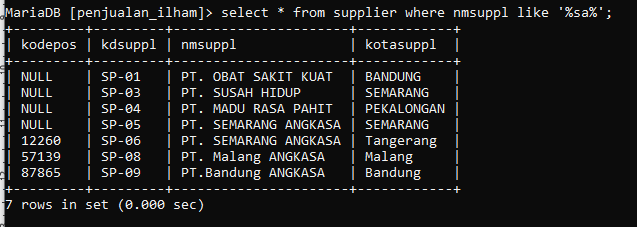 MariaDB [penjualan_ilham]> select * from supplier where nmsuppl like '%sa%';
+---------+---------+----------------------+------------+
| kodepos | kdsuppl | nmsuppl              | kotasuppl  |
+---------+---------+----------------------+------------+
| NULL    | SP-01   | PT. OBAT SAKIT KUAT  | BANDUNG    |
| NULL    | SP-03   | PT. SUSAH HIDUP      | SEMARANG   |
| NULL    | SP-04   | PT. MADU RASA PAHIT  | PEKALONGAN |
| NULL    | SP-05   | PT. SEMARANG ANGKASA | SEMARANG   |
| 12260   | SP-06   | PT. SEMARANG ANGKASA | Tangerang  |
| 57139   | SP-08   | PT. Malang ANGKASA   | Malang     |
| 87865   | SP-09   | PT.Bandung ANGKASA   | Bandung    |
+---------+---------+----------------------+------------+
7 rows in set (0.000 sec)